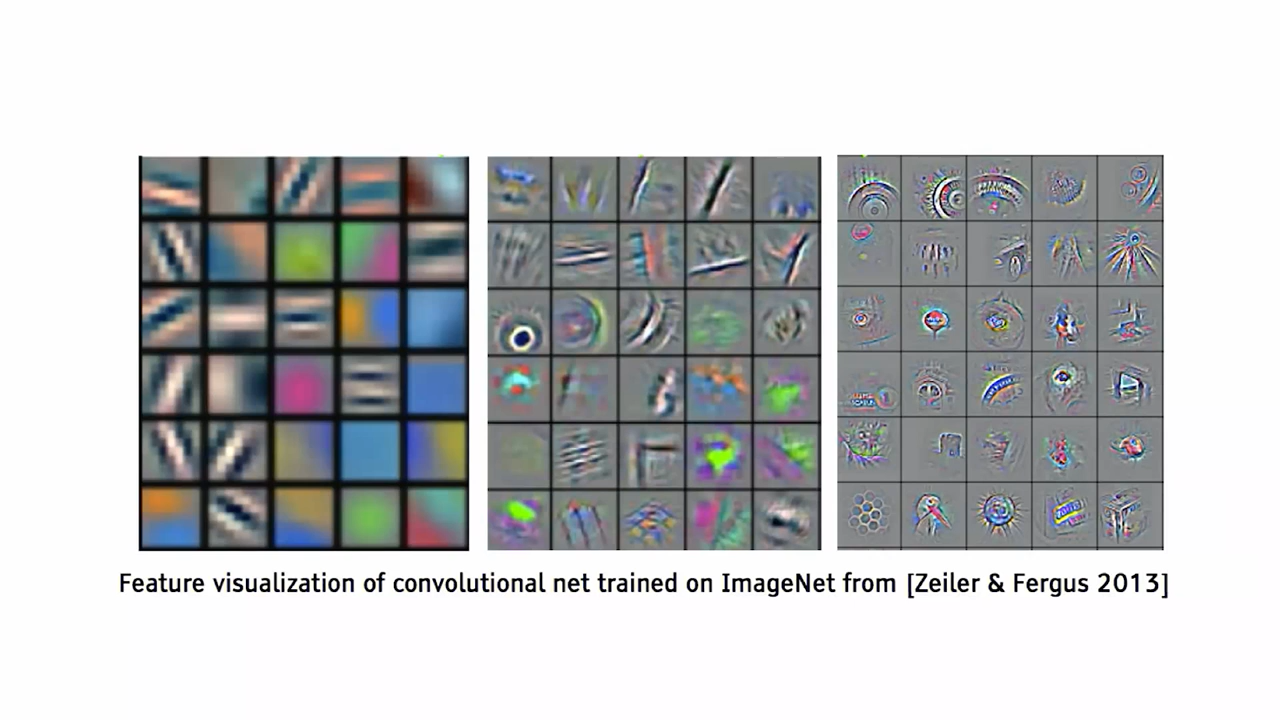 Feature visualization of convolutional net trained on ImageNet from [Zeiler & Fergus 2013]